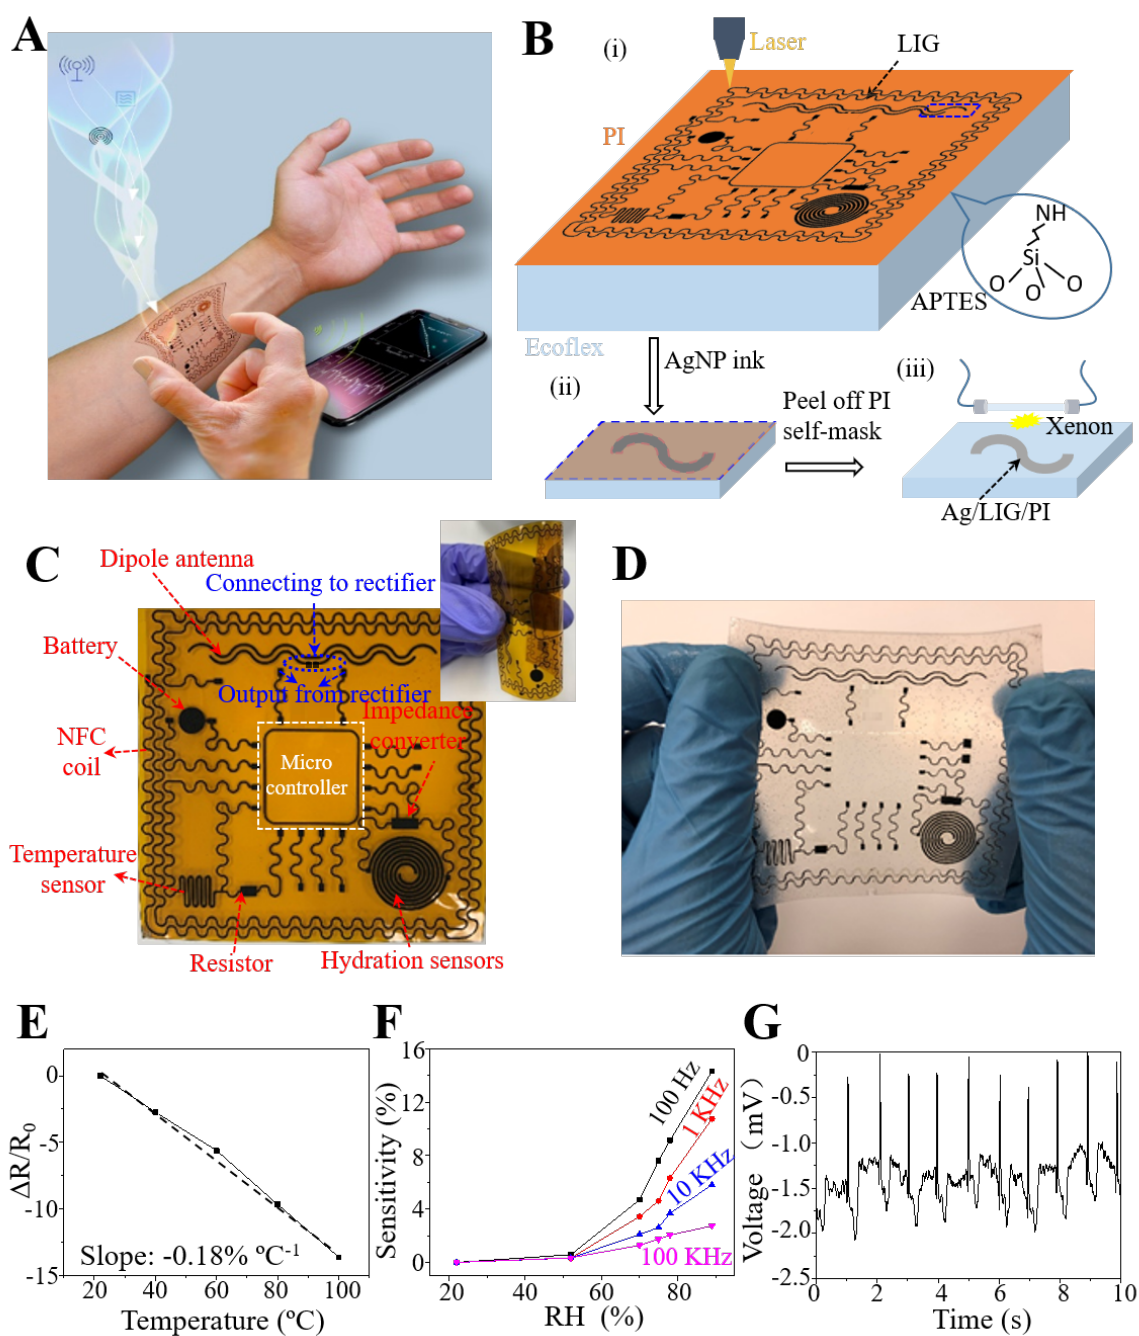 A
B
(i)
Laser
LIG
PI
NH
Si
O
O
O
APTES
Ecoflex
AgNP ink
(ii)
Peel off PI
self-mask
(iii)
Xenon
Ag/LIG/PI
C
Dipole antenna
Connecting to rectifier
Battery
Output from rectifier
Impedance
converter
NFC
coil
Micro
controller
Temperature
sensor
Resistor
Hydration sensors
D
E
ΔR/R0
0
-5
-10
-15
Slope: -0.18% ºC-1
20 40 60 80 100
Temperature (ºC)
F
Sensitivity (%)
16
12
8
4
0
100 Hz
1 KHz
10 KHz
100 KHz
20 40 60 80
RH (%)
G
Voltage (mV)
0
-0.5
-1.0
-1.5
-2.0
-2.5
0 2 4 6 8 10
Time (s)